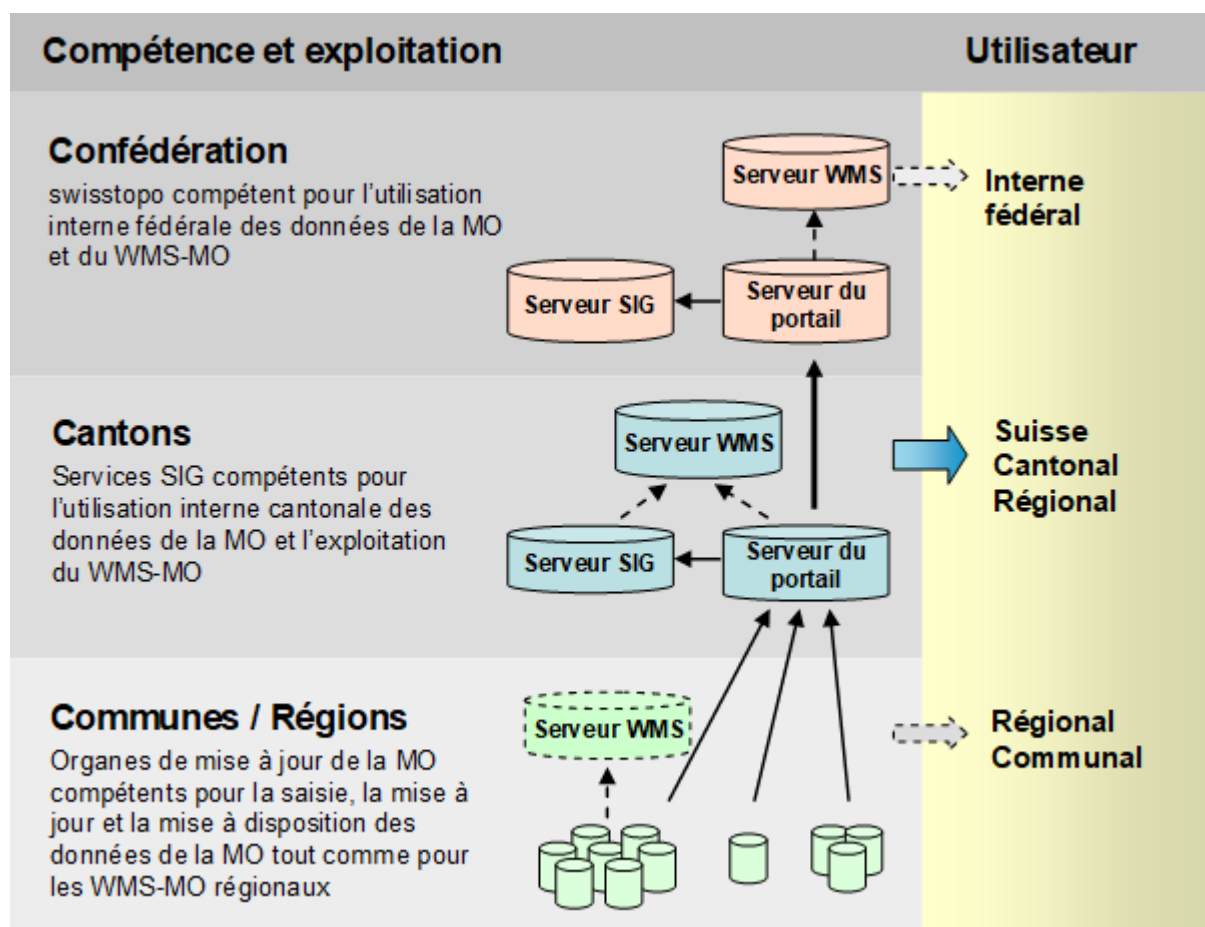 Compétence et exploitation
Utilisateur
Confédération
swisstopo compétent pour l'utilisation
interne fédérale des données de la MO
et du WMS-MO
Serveur WMS
Interne
fédéral
Serveur SIG
Serveur du
portail
Cantons
Services SIG compétents pour
l'utilisation interne cantonale des
données de la MO et l'exploitation
du WMS-MO
Serveur WMS
Suisse
Cantonal
Régional
Serveur SIG
Serveur du
portail
Communes / Régions
Organes de mise à jour de la MO
compétents pour la saisie, la mise à
jour et la mise à disposition des
données de la MO tout comme pour
les WMS-MO régionaux
Serveur WMS
Régional
Communal